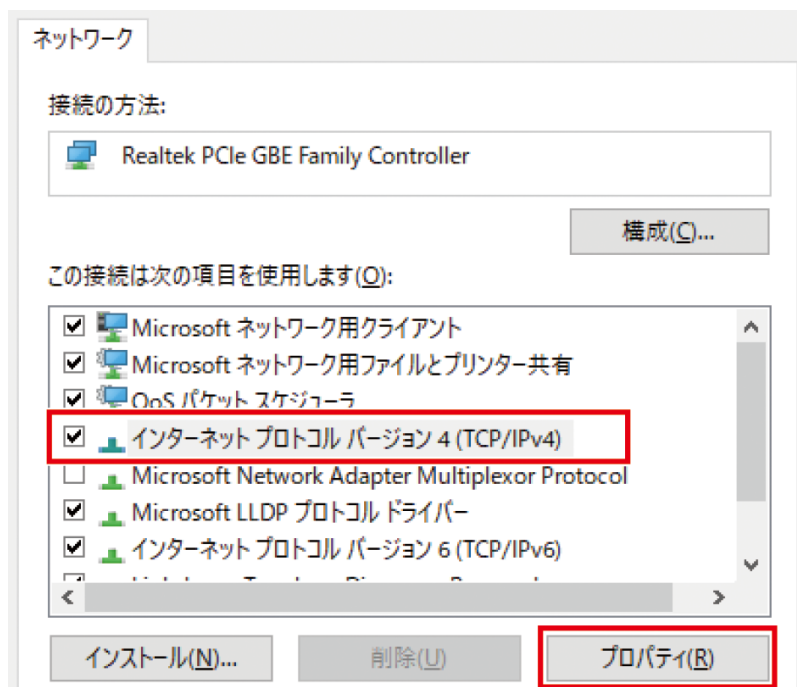 ネットワーク
接続の方法:
Realtek PCIe GBE Family Controller
構成(C)...
この接続は次の項目を使用します(O):
Microsoft ネットワーク用クライアント
Microsoft ネットワーク用ファイルとプリンター共有
QoS パケット スケジューラ
インターネット プロトコル バージョン 4 (TCP/IPv4)
Microsoft Network Adapter Multiplexor Protocol
Microsoft LLDP プロトコル ドライバー
インターネット プロトコル バージョン 6 (TCP/IPv6)
インストール(N)...
削除(U)
プロパティ(R)